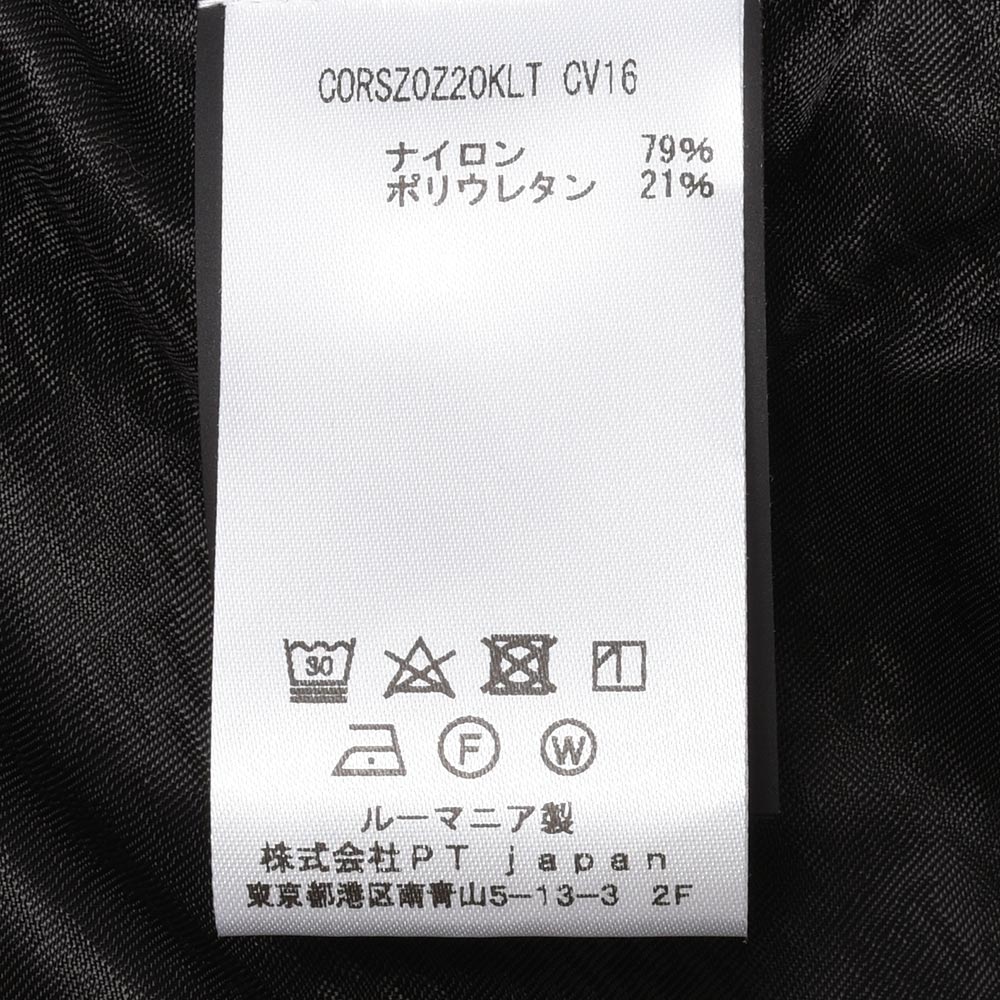 CORSZ0Z20KLT CV16
ナイロン 79%
ポリウレタン 21%
30
F W
ルーマニア製
株式会社PT japan
東京都港区南青山5-13-3 2F